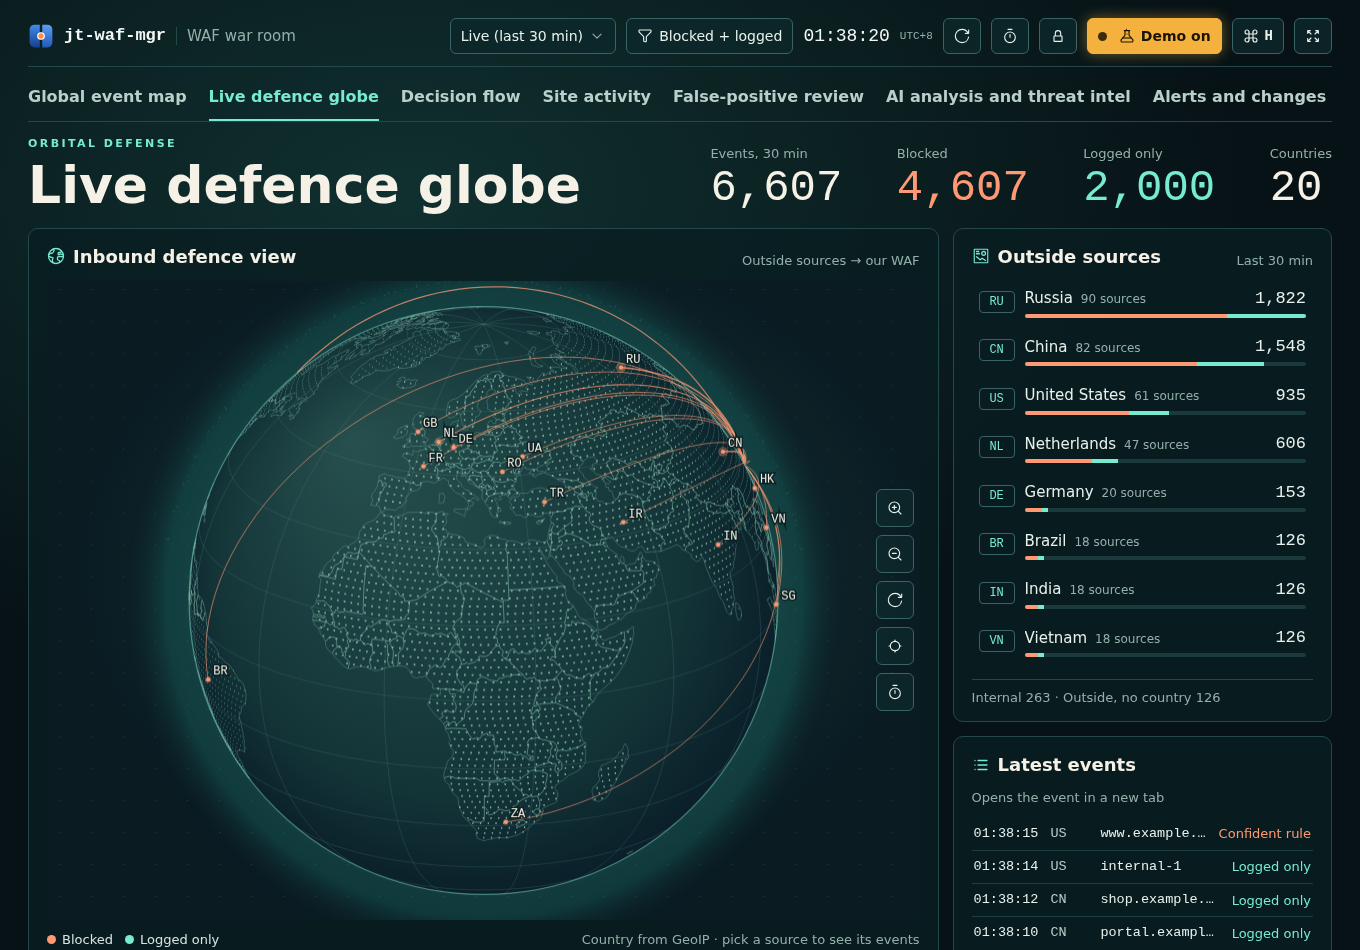 jt-waf-mgr WAF war room Live (last 30 min) Blocked + logged 01:38:20 UTC+8 Demo on ⌘ H
Global event map Live defence globe Decision flow Site activity False-positive review AI analysis and threat intel Alerts and changes
ORBITAL DEFENSE
Live defence globe
Events, 30 min Blocked Logged only Countries
6,607 4,607 2,000 20
Inbound defence view Outside sources → our WAF
RU
GB
NL
DE
CN
UA
FR
RO
HK
TR
IR
VN
IN
SG
BR
ZA
Blocked Logged only Country from GeoIP · pick a source to see its events
Outside sources Last 30 min
RU Russia 90 sources 1,822
CN China 82 sources 1,548
US United States 61 sources 935
NL Netherlands 47 sources 606
DE Germany 20 sources 153
BR Brazil 18 sources 126
IN India 18 sources 126
VN Vietnam 18 sources 126
Internal 263 · Outside, no country 126
Latest events
Opens the event in a new tab
01:38:15 US www.example.… Confident rule
01:38:14 US internal-1 Logged only
01:38:12 CN shop.example.… Logged only
01:38:10 CN portal.exampl… Logged only